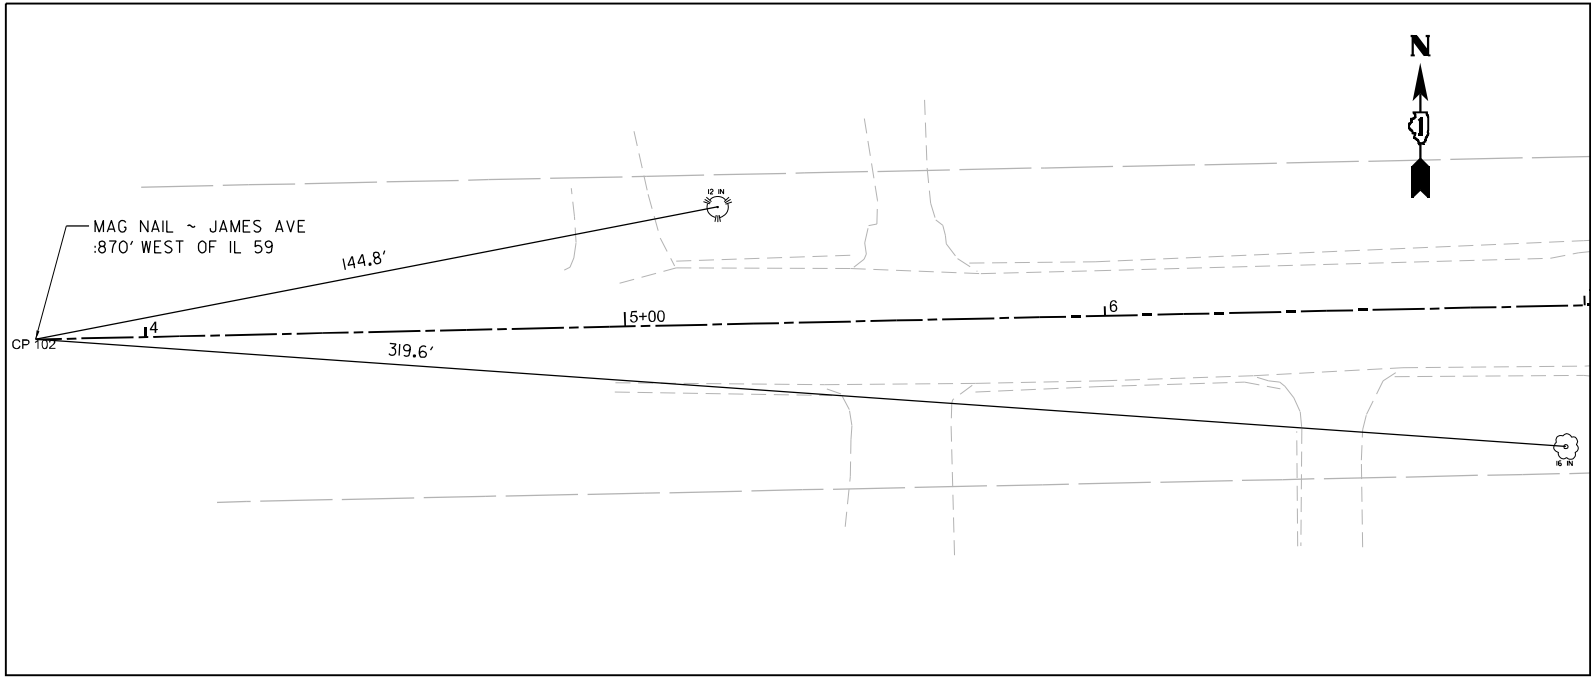 N
12 IN
MAG NAIL ~ JAMES AVE
:870' WEST OF IL 59
144.8'
4
5+00
6
CP 102
319.6'
16 IN